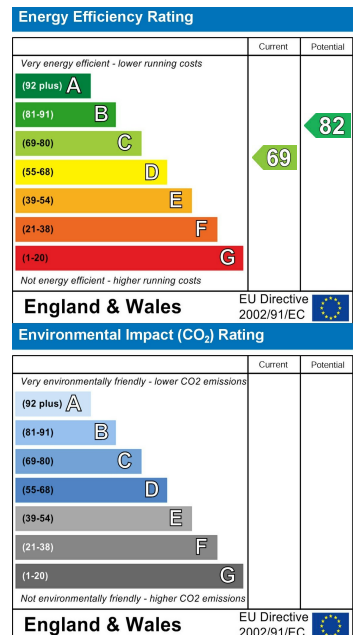 Energy Efficiency Rating
Current Potential
Very energy efficient - lower running costs
(92 plus) A
(81-91) B
(69-80) C
(55-68) D
(39-54) E
(21-38) F
(1-20) G
69
82
Not energy efficient - higher running costs
England & Wales
EU Directive
2002/91/EC
Environmental Impact (CO₂) Rating
Current Potential
Very environmentally friendly - lower CO2 emissions
(92 plus) A
(81-91) B
(69-80) C
(55-68) D
(39-54) E
(21-38) F
(1-20) G
Not environmentally friendly - higher CO2 emissions
England & Wales
EU Directive
2002/91/EC